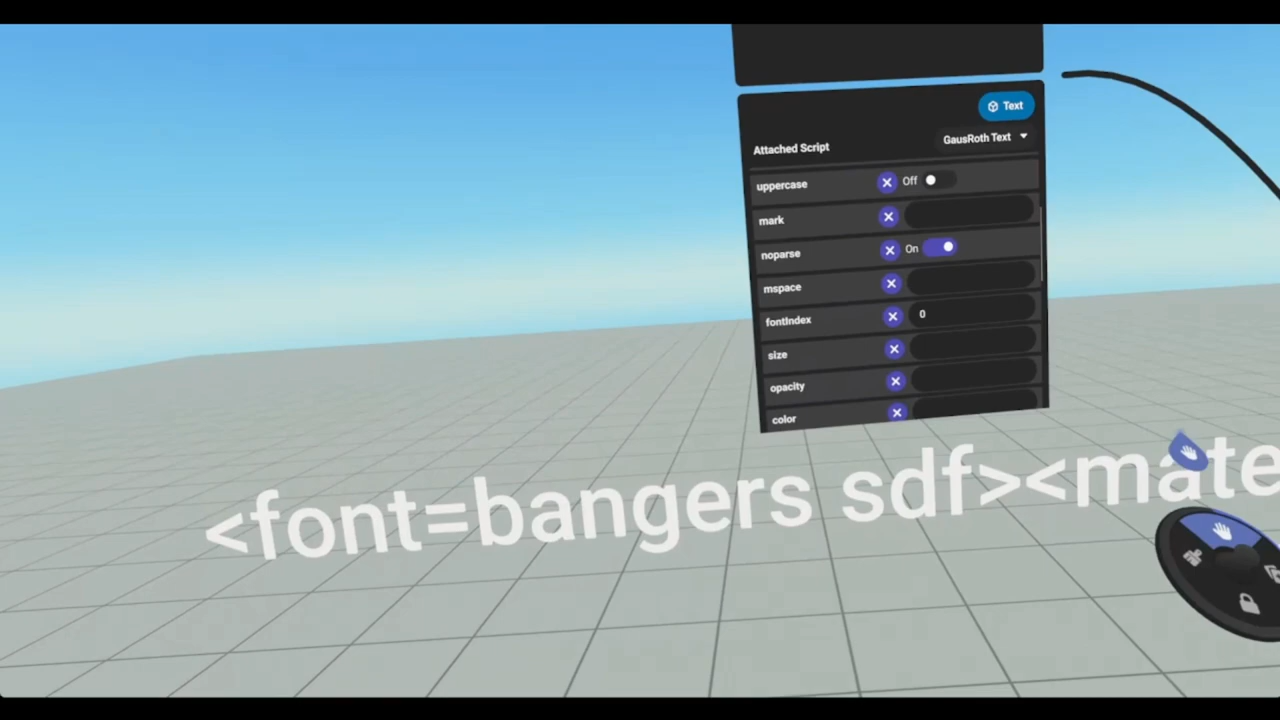 Text
Attached Script GausRoth Text
uppercase Off
mark
noparse On
mspace
fontIndex 0
size
opacity
color
<font=bangers sdf><mate